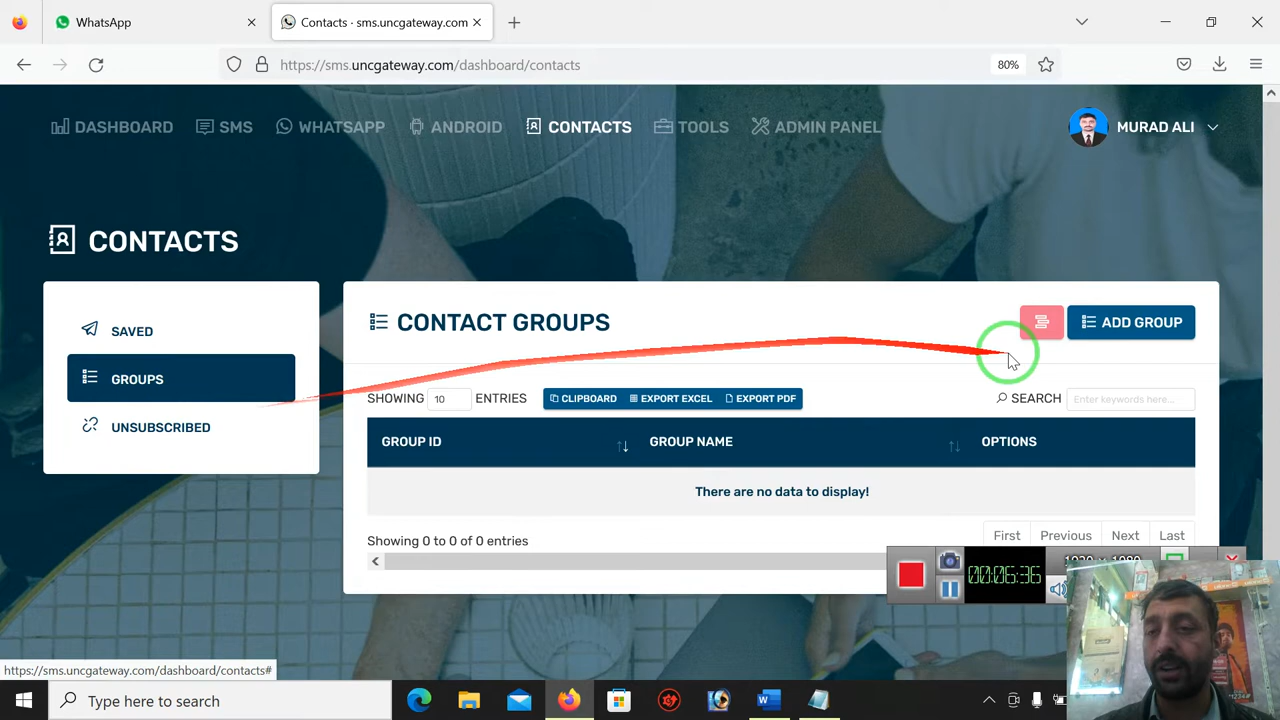 WhatsApp
Contacts · sms.uncgateway.com
https://sms.uncgateway.com/dashboard/contacts
80%
DASHBOARD SMS WHATSAPP ANDROID CONTACTS TOOLS ADMIN PANEL
MURAD ALI
CONTACTS
SAVED
GROUPS
UNSUBSCRIBED
CONTACT GROUPS
ADD GROUP
SHOWING 10 ENTRIES
CLIPBOARD EXPORT EXCEL EXPORT PDF
SEARCH Enter keywords here...
GROUP ID GROUP NAME OPTIONS
There are no data to display!
Showing 0 to 0 of 0 entries
First Previous Next Last
00:06:36
https://sms.uncgateway.com/dashboard/contacts#
Type here to search